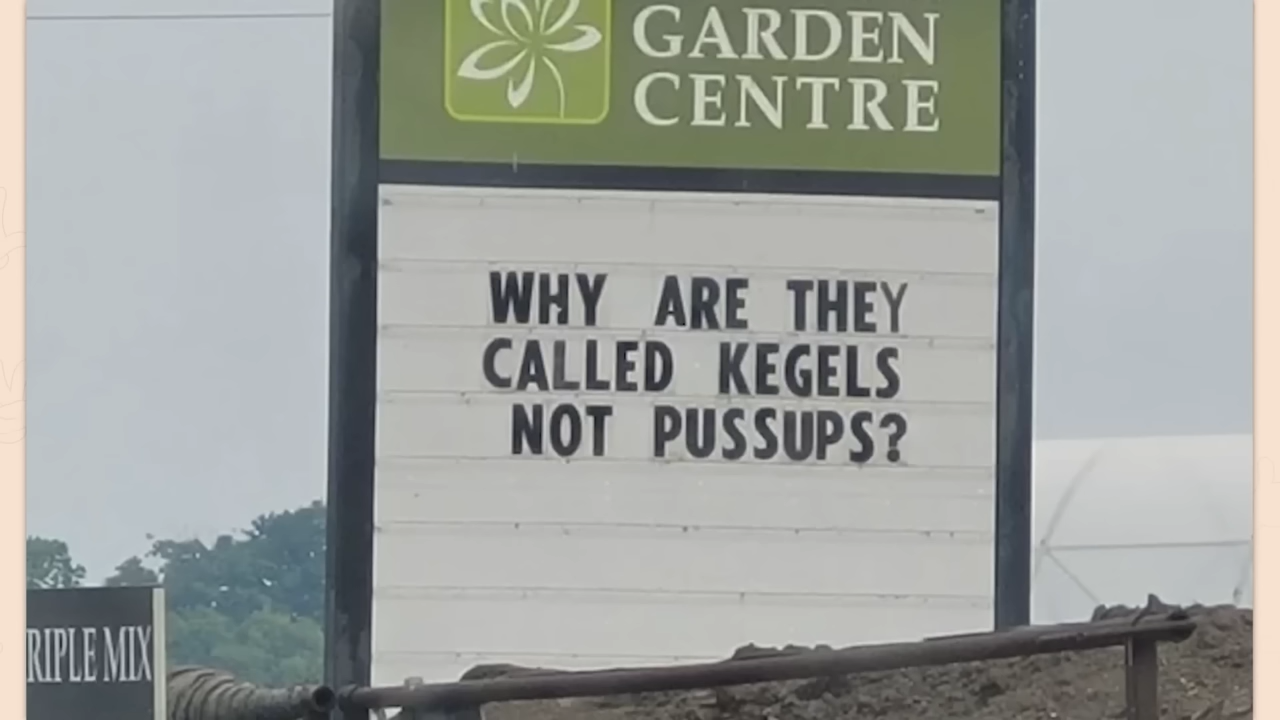 GARDEN
CENTRE
WHY ARE THEY
CALLED KEGELS
NOT PUSSUPS?
RIPLE MIX